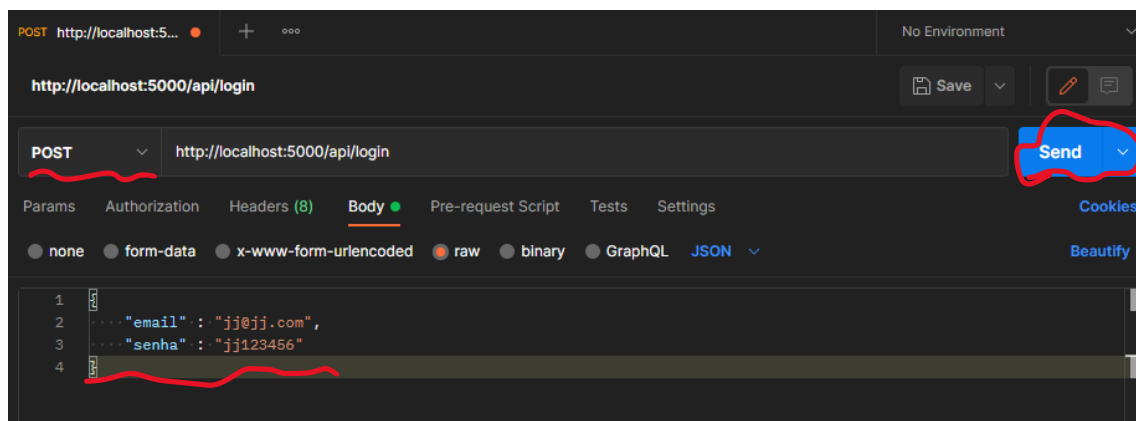 POST http://localhost:5... No Environment
http://localhost:5000/api/login Save
POST http://localhost:5000/api/login Send
Params Authorization Headers (8) Body Pre-request Script Tests Settings Cookies
none form-data x-www-form-urlencoded raw binary GraphQL JSON Beautify
1 {
2 "email" : "jj@jj.com",
3 "senha" : "jj123456"
4 }